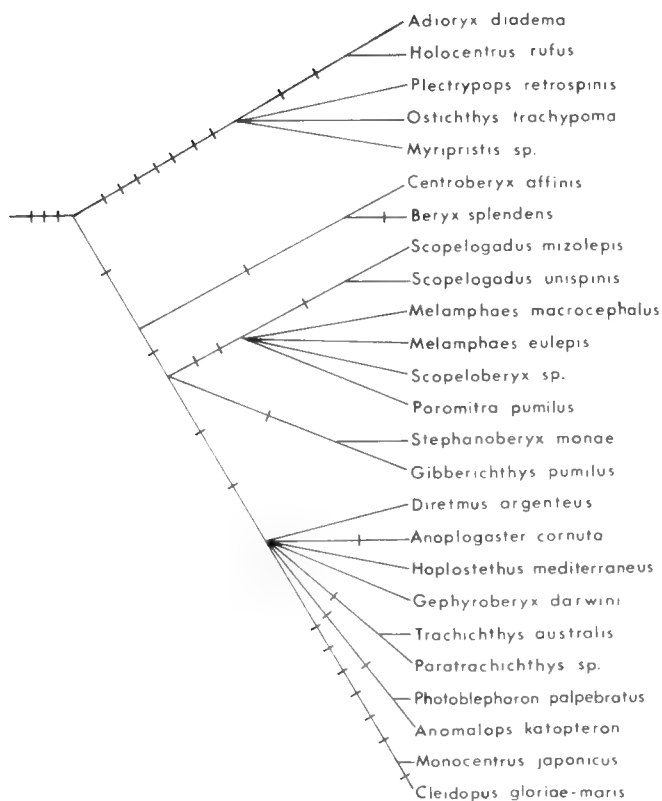 Adioryx diadema
Holocentrus rufus
Plectrypops retrospinis
Ostichthys trachypoma
Myripristis sp.
Centroberyx affinis
Beryx splendens
Scopelogadus mizolepis
Scopelogadus unispinis
Melamphaes macrocephalus
Melamphaes eulepis
Scopeloberyx sp.
Paromitra pumilus
Stephanoberyx monae
Gibberichthys pumilus
Diretmus argenteus
Anoplogaster cornuta
Hoplostethus mediterraneus
Gephyroberyx darwini
Trachichthys australis
Paratrachichthys sp.
Photoblepharon palpebratus
Anomalops katopteron
Monocentrus japonicus
Cleidopus gloriae-maris